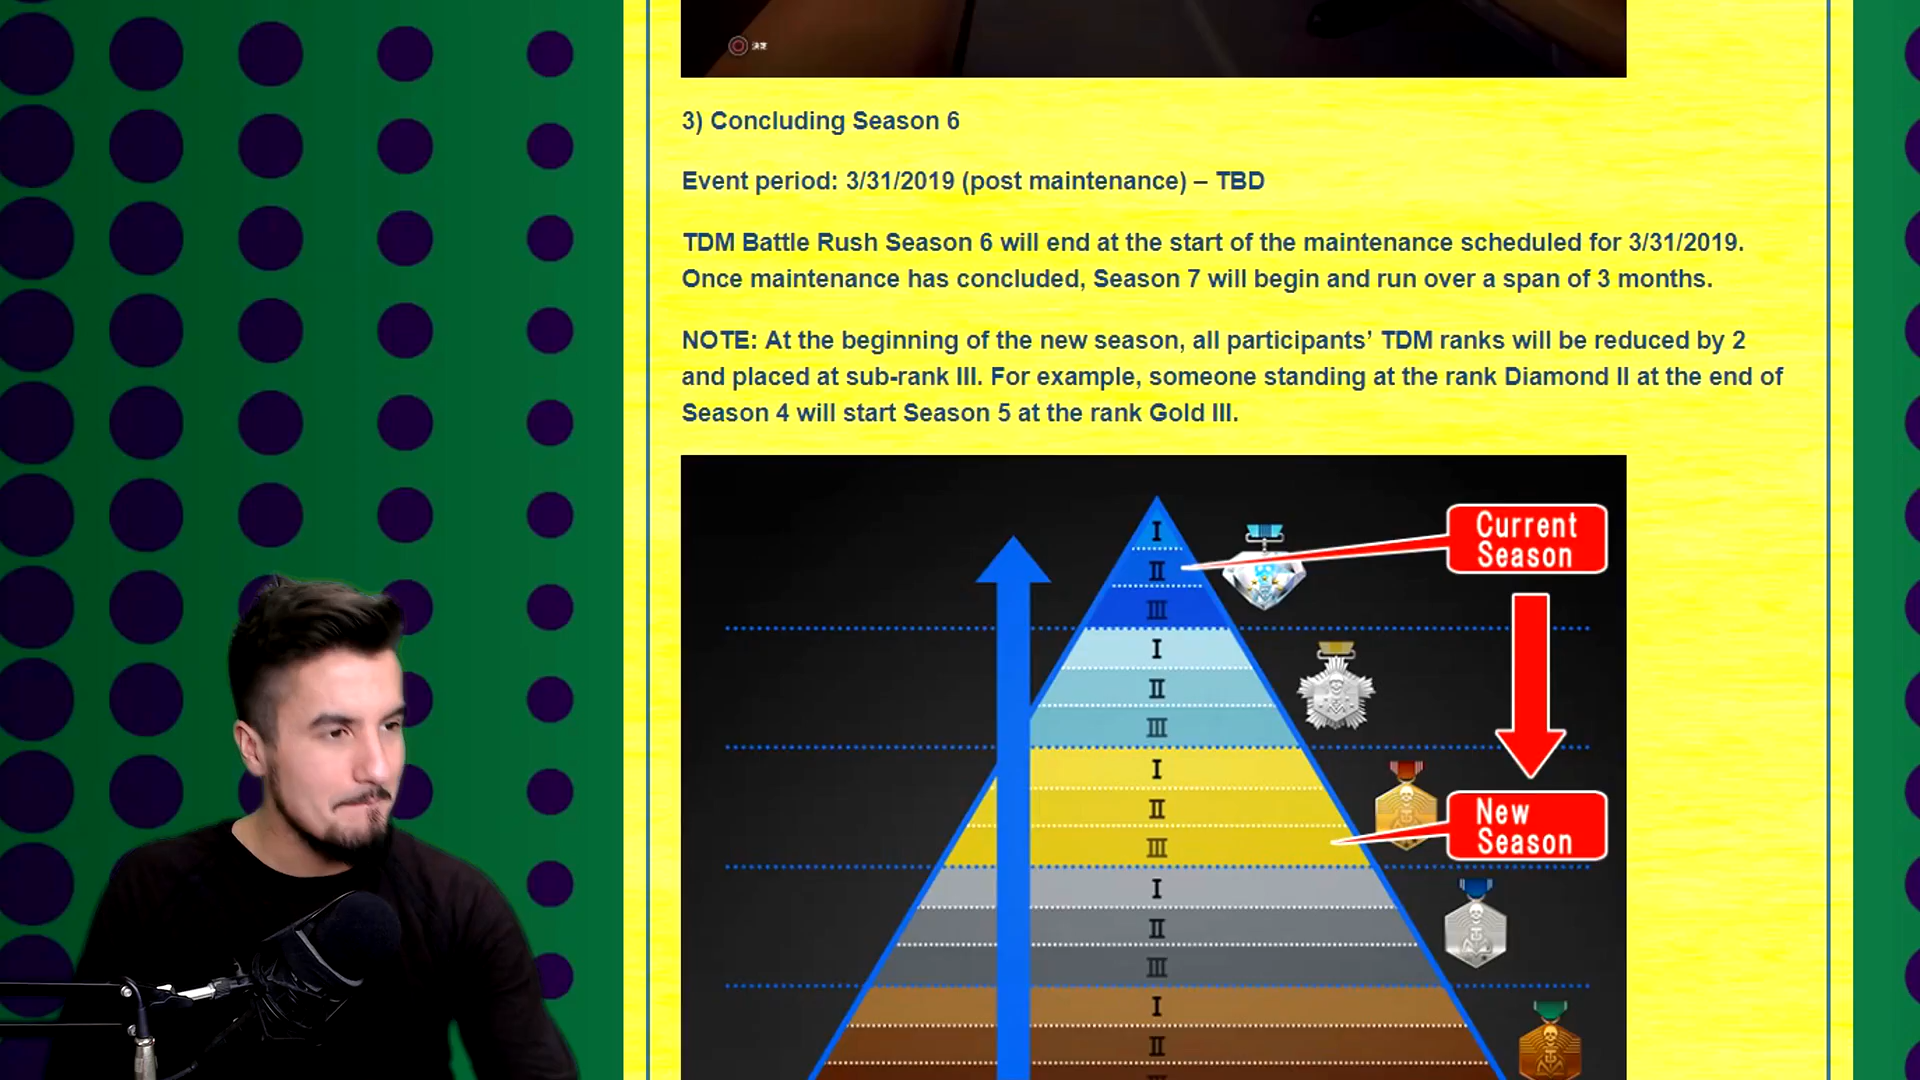 決定
3) Concluding Season 6
Event period: 3/31/2019 (post maintenance) – TBD
TDM Battle Rush Season 6 will end at the start of the maintenance scheduled for 3/31/2019.
Once maintenance has concluded, Season 7 will begin and run over a span of 3 months.
NOTE: At the beginning of the new season, all participants’ TDM ranks will be reduced by 2
and placed at sub-rank III. For example, someone standing at the rank Diamond II at the end of
Season 4 will start Season 5 at the rank Gold III.
Current
Season
I
II
III
I
II
III
I
II
New
Season
III
I
II
III
I
II
III